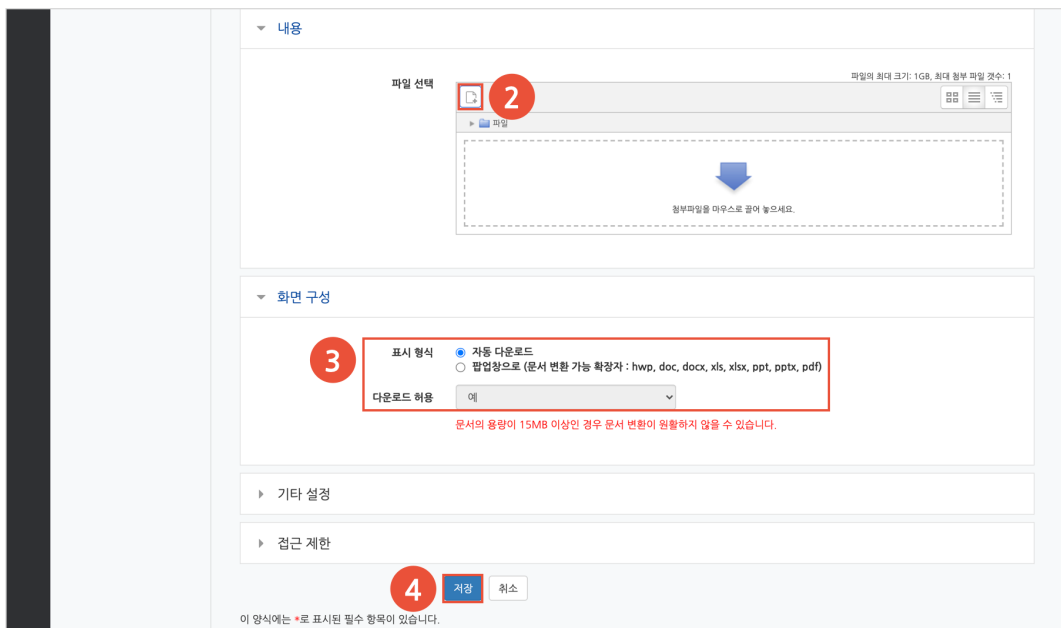 내용
파일 선택
파일의 최대 크기: 1GB, 최대 첨부 파일 갯수: 1
2
파일
첨부파일을 마우스로 끌어 놓으세요.
화면 구성
3
표시 형식
자동 다운로드
팝업창으로 (문서 변환 가능 확장자 : hwp, doc, docx, xls, xlsx, ppt, pptx, pdf)
다운로드 허용
예
문서의 용량이 15MB 이상인 경우 문서 변환이 원활하지 않을 수 있습니다.
기타 설정
접근 제한
4
저장
취소
이 양식에는 *로 표시된 필수 항목이 있습니다.